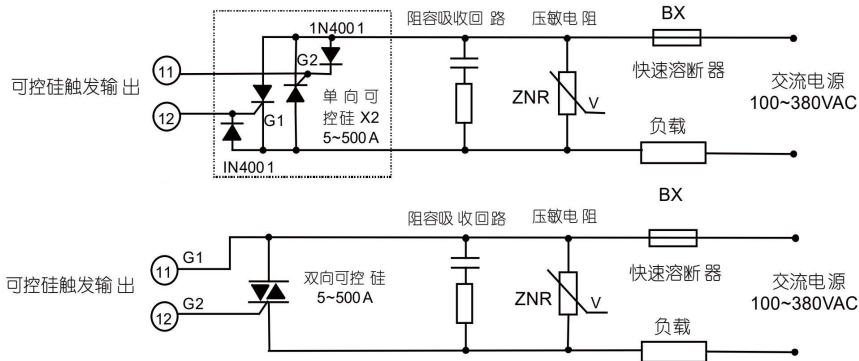 阻容吸收回路
压敏电阻
BX
1N4001
G2
可控硅触发输出
11
12
G1
单向可
控硅 X2
5~500A
IN4001
ZNR
V
快速溶断器
负载
交流电源
100~380VAC
阻容吸收回路
压敏电阻
BX
可控硅触发输出
11
G1
12
G2
双向可控硅
5~500A
ZNR
V
快速溶断器
负载
交流电源
100~380VAC